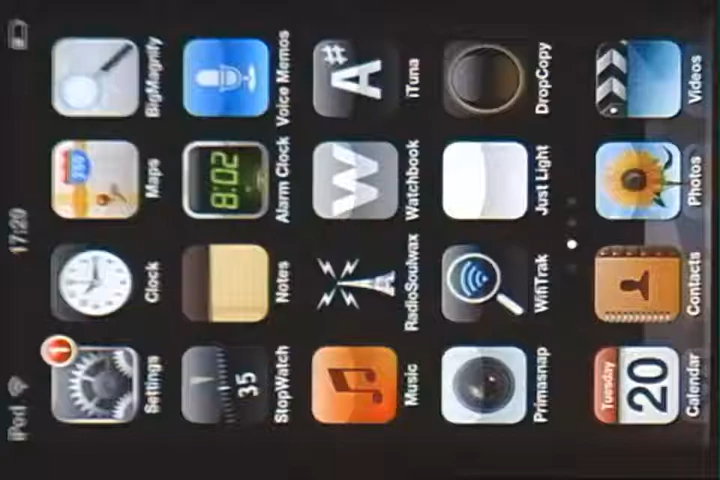 iPod 17:29
1
Settings Clock Maps BigMagnify
35 8:02
StopWatch Notes Alarm Clock Voice Memos
W A#
Music RadioSoulwax Watchbook iTuna
Primasnap WifiTrak Just Light DropCopy
Tuesday
20
Calendar Contacts Photos Videos